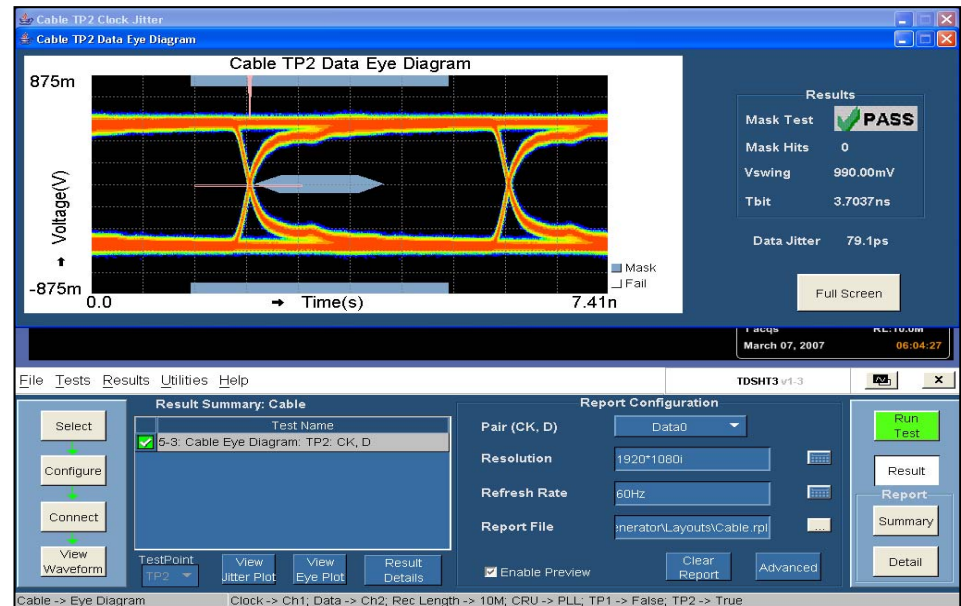 Cable TP2 Clock Jitter
Cable TP2 Data Eye Diagram
Cable TP2 Data Eye Diagram
875m
Voltage(V)
-875m
0.0
Time(s)
7.41n
Mask
Fail
Results
Mask Test PASS
Mask Hits 0
Vswing 990.00mV
Tbit 3.7037ns
Data Jitter 79.1ps
Full Screen
1 acqs RL:10.0M
March 07, 2007 06:04:27
File Tests Results Utilities Help
TDSHT3 v1-3
Select
Configure
Connect
View
Waveform
Result Summary: Cable
Test Name
5-3: Cable Eye Diagram: TP2: CK, D
TestPoint
TP2
View
Jitter Plot
View
Eye Plot
Result
Details
Report Configuration
Pair (CK, D) Data0
Resolution 1920*1080i
Refresh Rate 60Hz
Report File enerator\Layouts\Cable.rpl ...
Enable Preview
Clear
Report
Advanced
Run
Test
Result
Report
Summary
Detail
Cable -> Eye Diagram Clock -> Ch1; Data -> Ch2; Rec Length -> 10M; CRU -> PLL; TP1 -> False; TP2 -> True